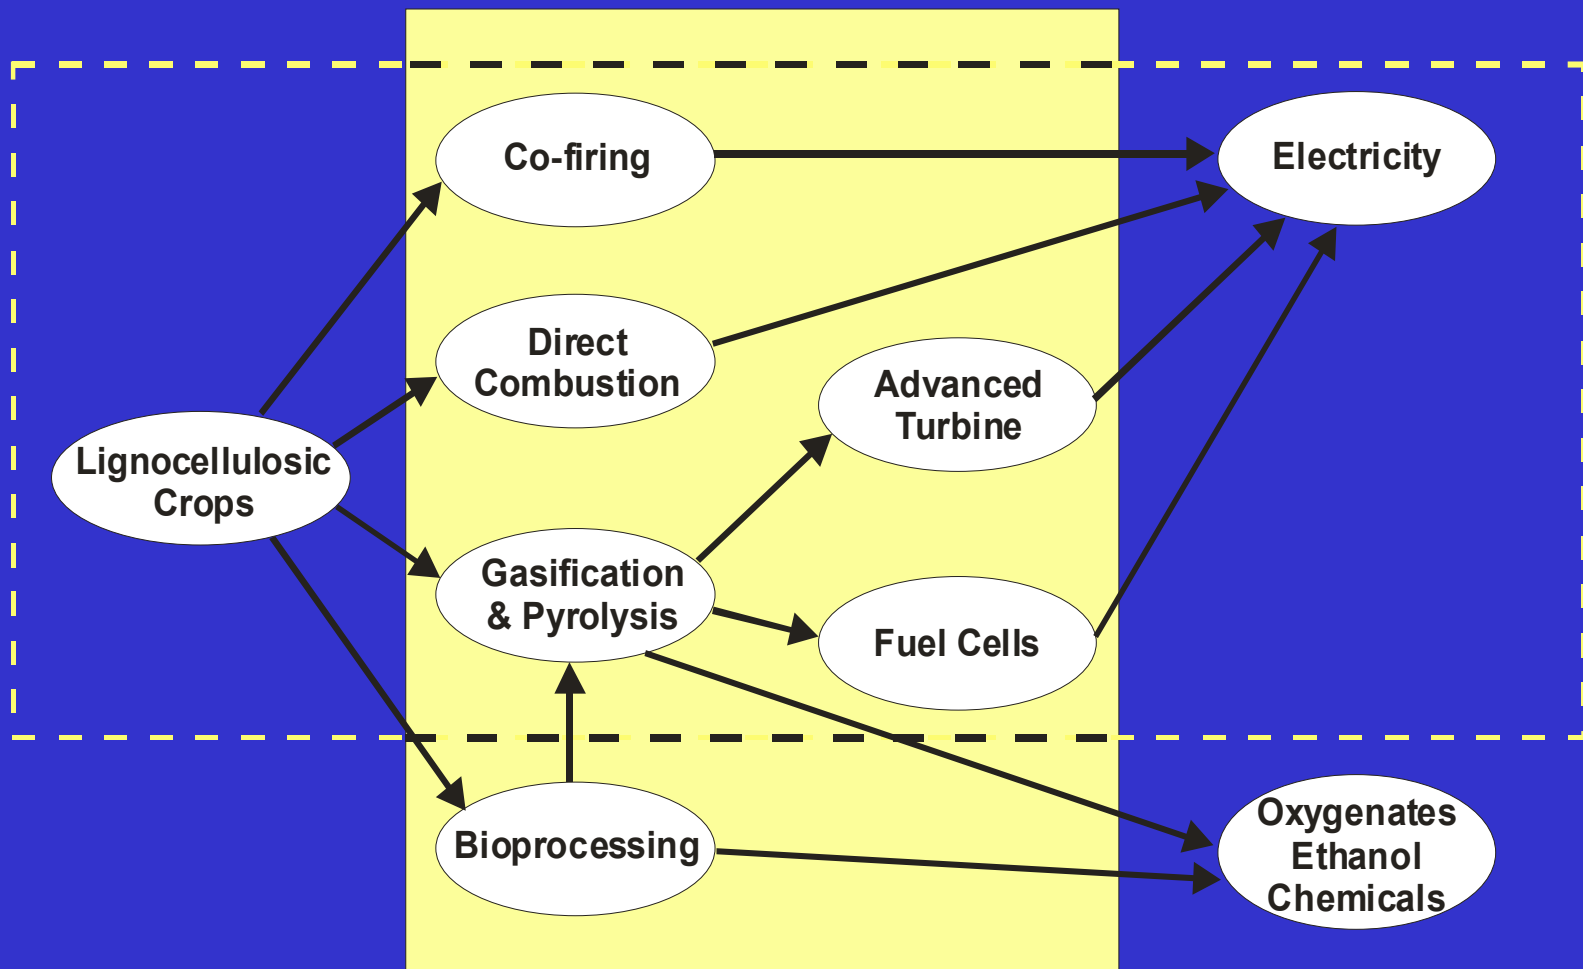 Co-firing
Electricity
Direct
Combustion
Advanced
Turbine
Lignocellulosic
Crops
Gasification
& Pyrolysis
Fuel Cells
Bioprocessing
Oxygenates
Ethanol
Chemicals